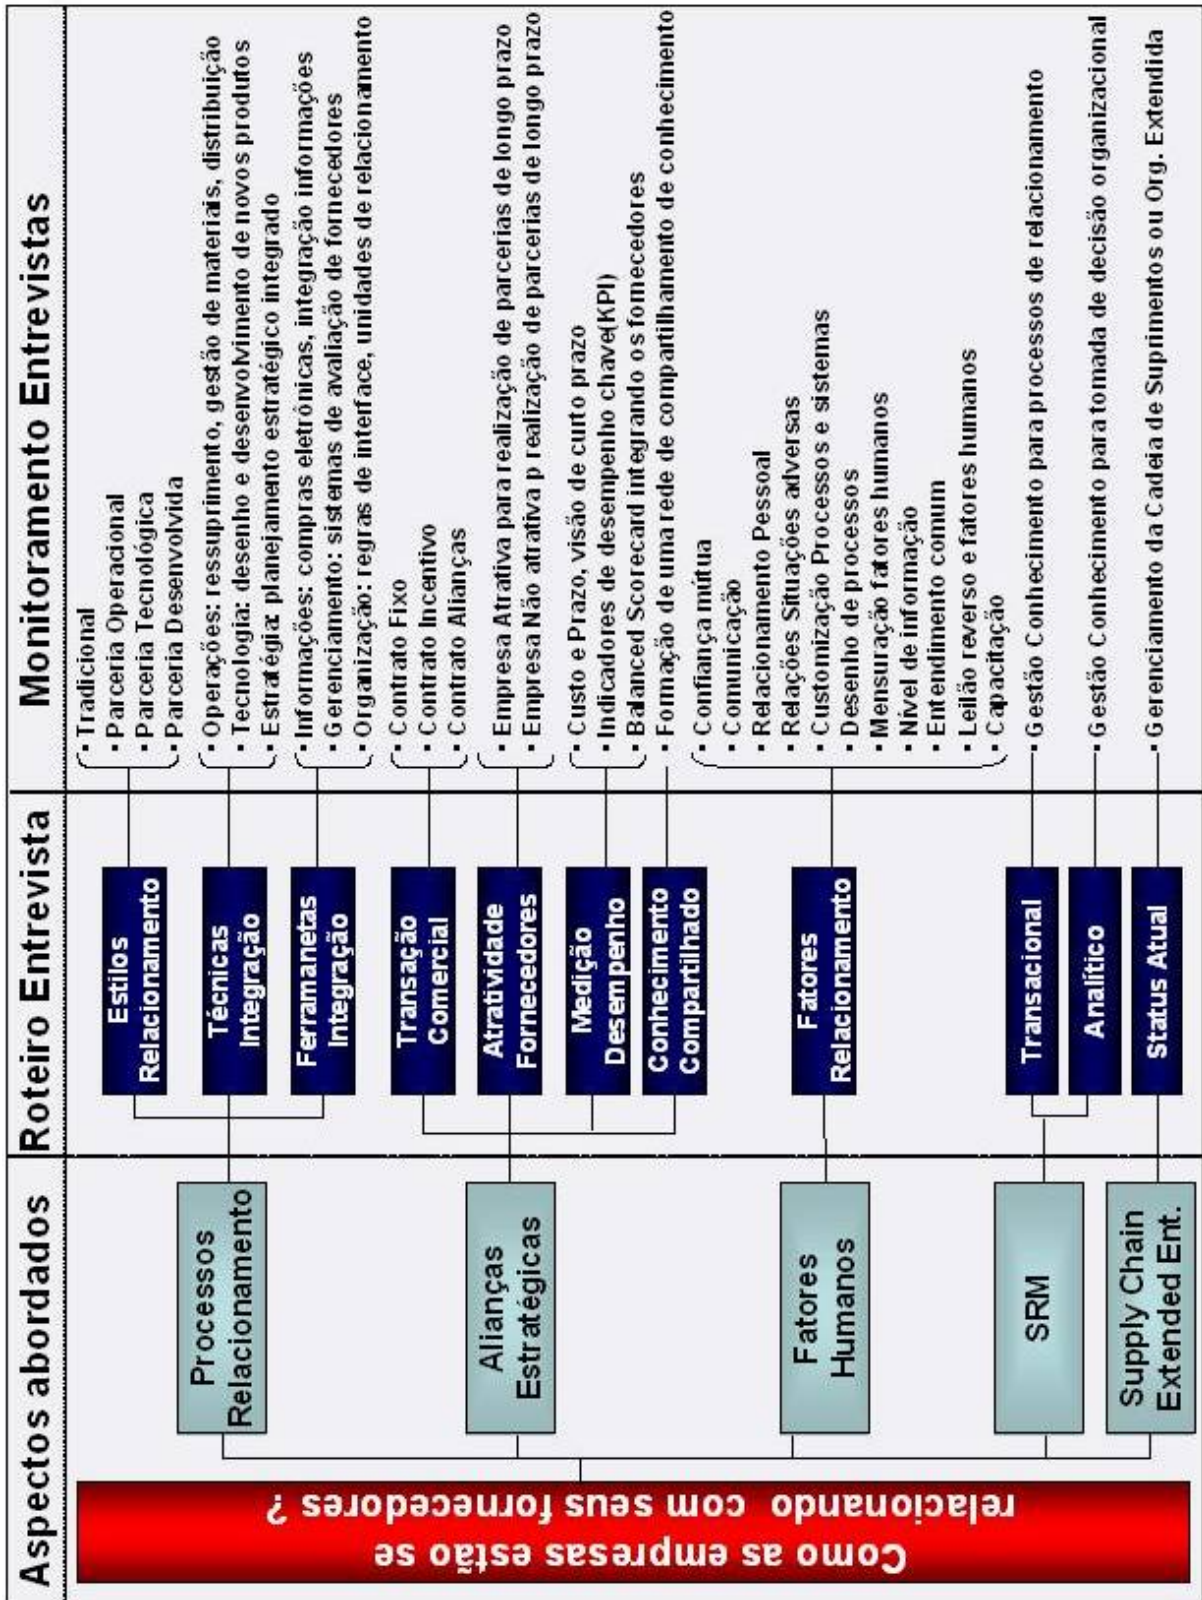 Aspectos abordados
Roteiro Entrevista
Monitoramento Entrevistas
Como as empresas estão se
relacionando com seus fornecedores ?
Processos
Relacionamento
Estilos
Relacionamento
• Tradicional
• Parceria Operacional
• Parceria Tecnológica
• Parceria Desenvolvida
Técnicas
Integração
• Operações: ressuprimento, gestão de materiais, distribuição
• Tecnologia: desenho e desenvolvimento de novos produtos
• Estratégia: planejamento estratégico integrado
Ferramanetas
Integração
• Informações: compras eletrônicas, integração informações
• Gerenciamento: sistemas de avaliação de fornecedores
• Organização: regras de interface, unidades de relacionamento
Alianças
Estratégicas
Transação
Comercial
• Contrato Fixo
• Contrato Incentivo
• Contrato Alianças
Atratividade
Fornecedores
• Empresa Atrativa para realização de parcerias de longo prazo
• Empresa Não atrativa p realização de parcerias de longo prazo
Medição
Desempenho
• Custo e Prazo, visão de curto prazo
• Indicadores de desempenho chave(KPI)
• Balanced Scorecard integrando os fornecedores
Conhecimento
Compartilhado
• Formação de uma rede de compartilhamento de conhecimento
Fatores
Humanos
Fatores
Relacionamento
• Confiança mútua
• Comunicação
• Relacionamento Pessoal
• Relações Situações adversas
• Customização Processos e sistemas
• Desenho de processos
• Mensuração fatores humanos
• Nível de informação
• Entendimento comum
• Leilão reverso e fatores humanos
• Capacitação
SRM
Transacional
• Gestão Conhecimento para processos de relacionamento
Analítico
• Gestão Conhecimento para tomada de decisão organizacional
Supply Chain
Extended Ent.
Status Atual
• Gerenciamento da Cadeia de Suprimentos ou Org. Extendida